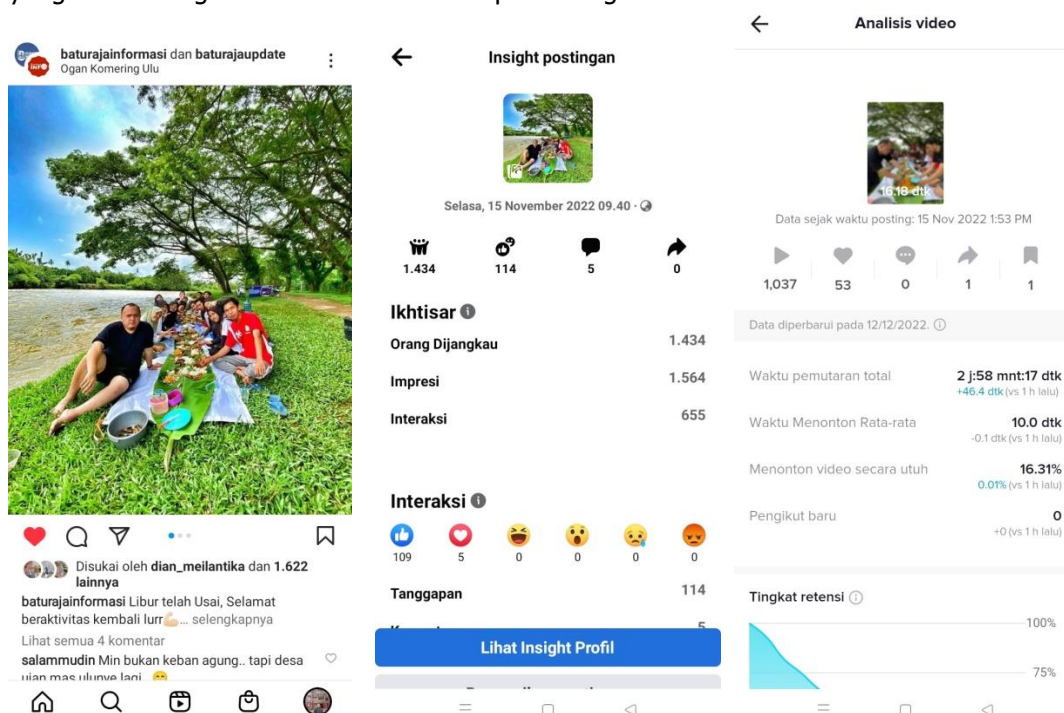 baturajainformasi dan baturajaupdate
Ogan Komering Ulu
Disukai oleh dian_meilantika dan 1.622
lainnya
baturajainformasi Libur telah Usai, Selamat
beraktivitas kembali lurr💪🏻... selengkapnya
Lihat semua 4 komentar
salammudin Min bukan keban agung.. tapi desa
Insight postingan
Selasa, 15 November 2022 09.40
1.434 114 5 0
Ikhtisar
Orang Dijangkau 1.434
Impresi 1.564
Interaksi 655
Interaksi
109 5 0 0 0 0
Tanggapan 114
5
Lihat Insight Profil
Analisis video
16.18 dtk
Data sejak waktu posting: 15 Nov 2022 1:53 PM
1,037 53 0 1 1
Data diperbarui pada 12/12/2022.
Waktu pemutaran total 2 j:58 mnt:17 dtk
+46.4 dtk (vs 1 h lalu)
Waktu Menonton Rata-rata 10.0 dtk
-0.1 dtk (vs 1 h lalu)
Menonton video secara utuh 16.31%
0.01% (vs 1 h lalu)
Pengikut baru 0
+0 (vs 1 h lalu)
Tingkat retensi
100%
75%